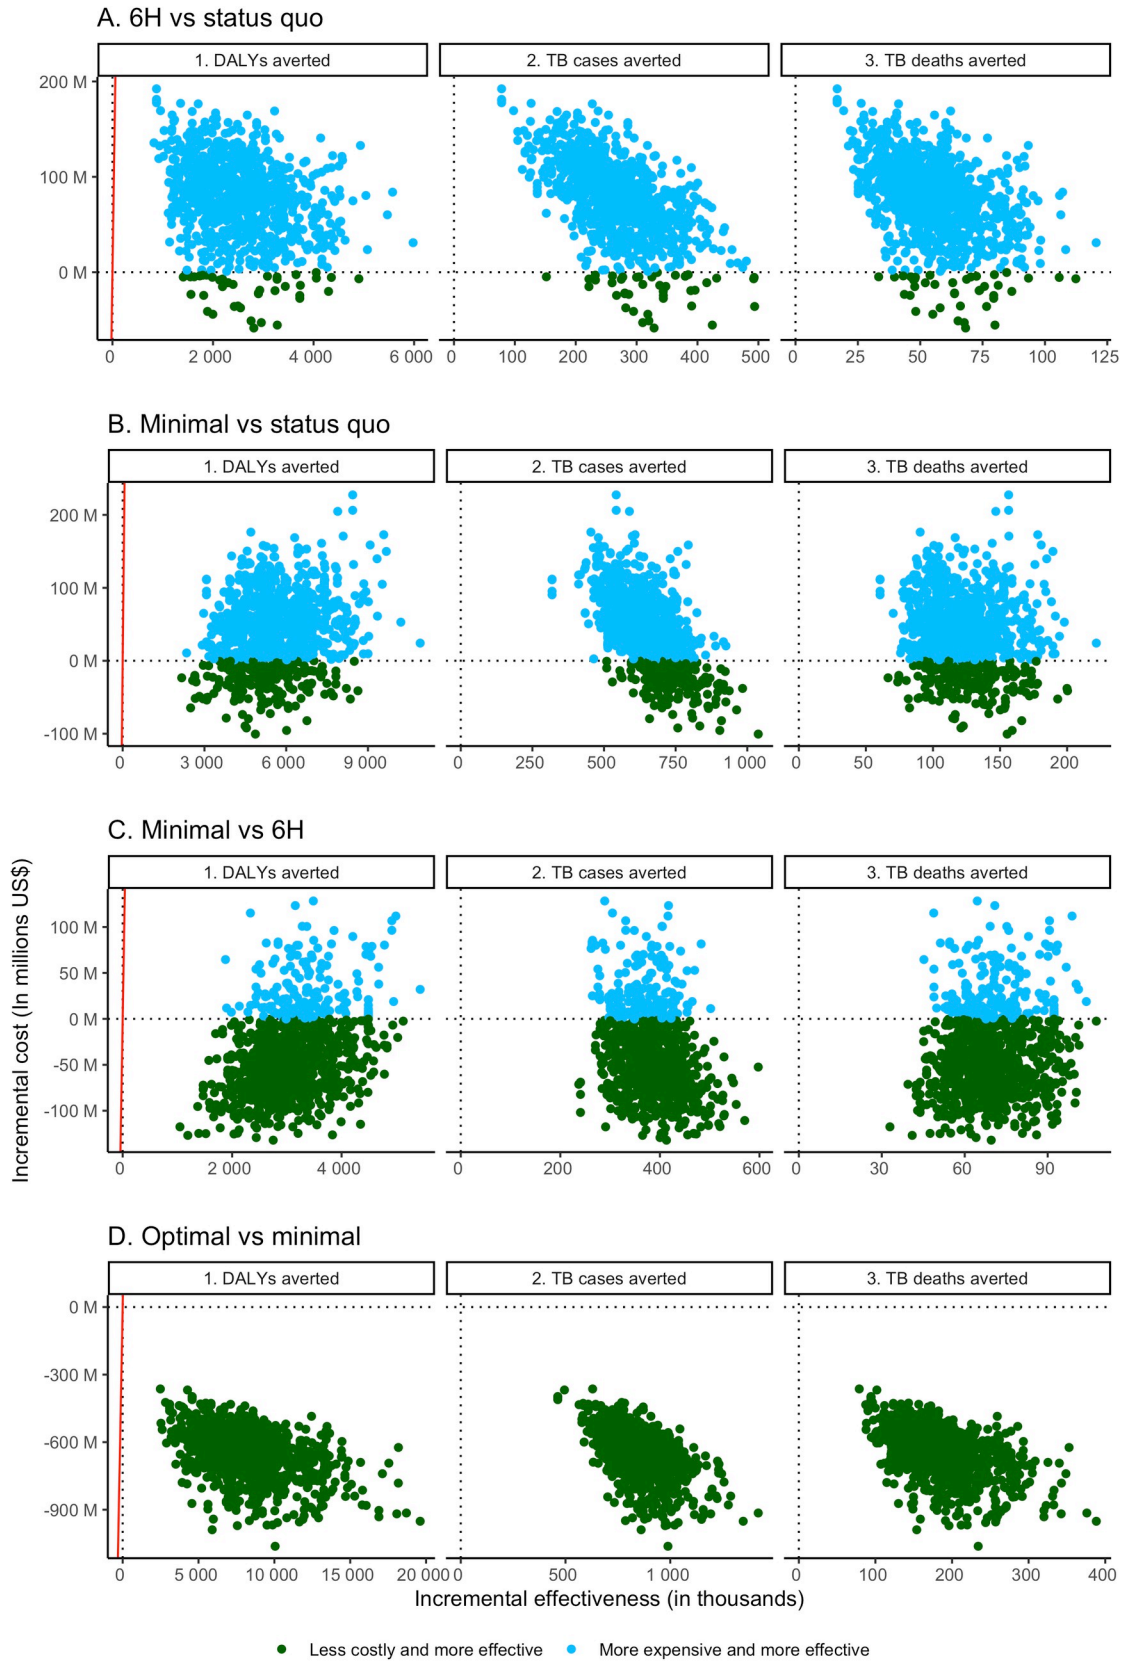 A. 6H vs status quo
1. DALYs averted 2. TB cases averted 3. TB deaths averted
200 M
100 M
0 M
0 2 000 4 000 6 000 0 100 200 300 400 500 0 25 50 75 100 125
B. Minimal vs status quo
1. DALYs averted 2. TB cases averted 3. TB deaths averted
200 M
100 M
0 M
-100 M
0 3 000 6 000 9 000 0 250 500 750 1 000 0 50 100 150 200
C. Minimal vs 6H
1. DALYs averted 2. TB cases averted 3. TB deaths averted
100 M
50 M
0 M
-50 M
-100 M
0 2 000 4 000 0 200 400 600 0 30 60 90
Incremental cost (In millions US$)
D. Optimal vs minimal
1. DALYs averted 2. TB cases averted 3. TB deaths averted
0 M
-300 M
-600 M
-900 M
0 5 000 10 000 15 000 20 000 0 500 1 000 0 100 200 300 400
Incremental effectiveness (in thousands)
Less costly and more effective More expensive and more effective